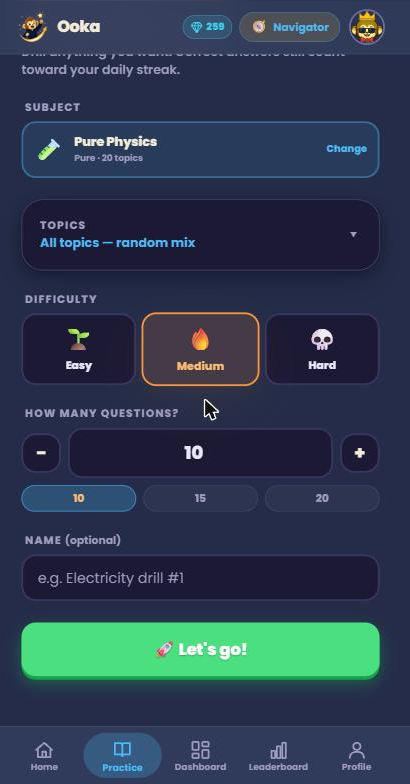 Ooka
259
Navigator
Drill anything you want. Correct answers still count
toward your daily streak.
SUBJECT
Pure Physics
Pure · 20 topics
Change
TOPICS
All topics — random mix
DIFFICULTY
Easy
Medium
Hard
HOW MANY QUESTIONS?
-
10
+
10
15
20
NAME (optional)
e.g. Electricity drill #1
Let's go!
Home
Practice
Dashboard
Leaderboard
Profile